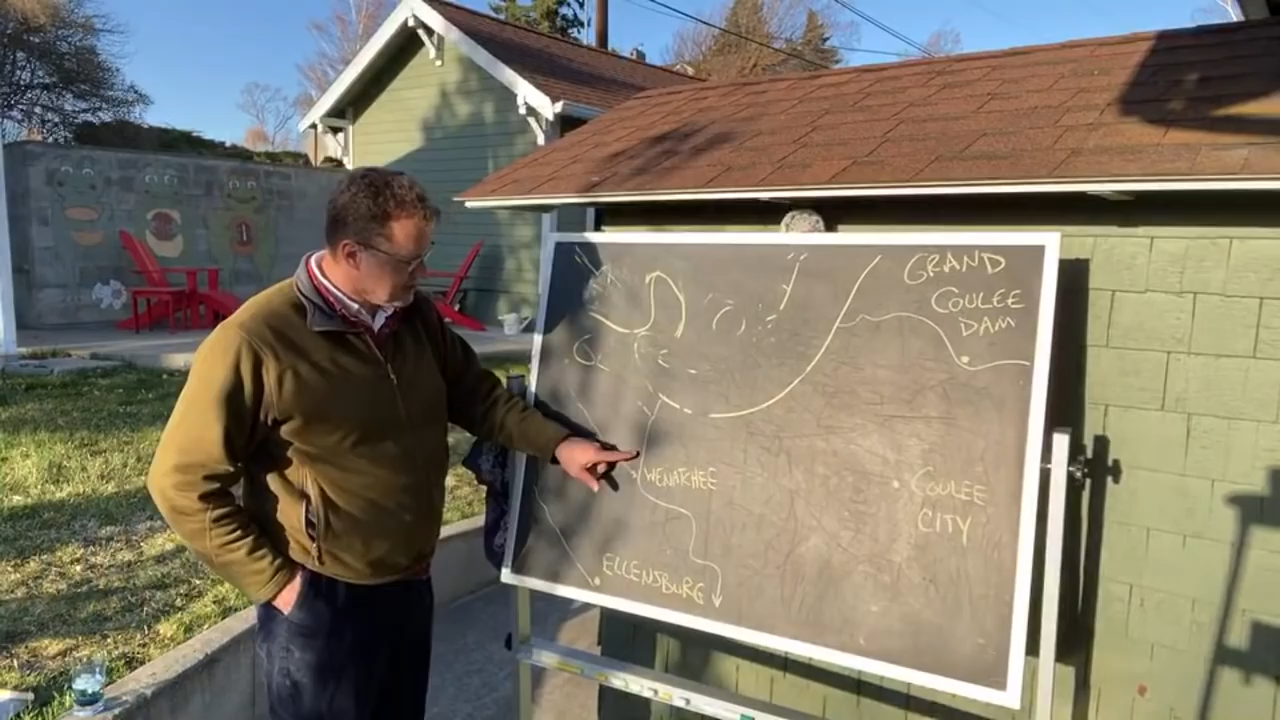 GRAND
COULEE
DAM
WENATCHEE
COULEE
CITY
ELLENSBURG